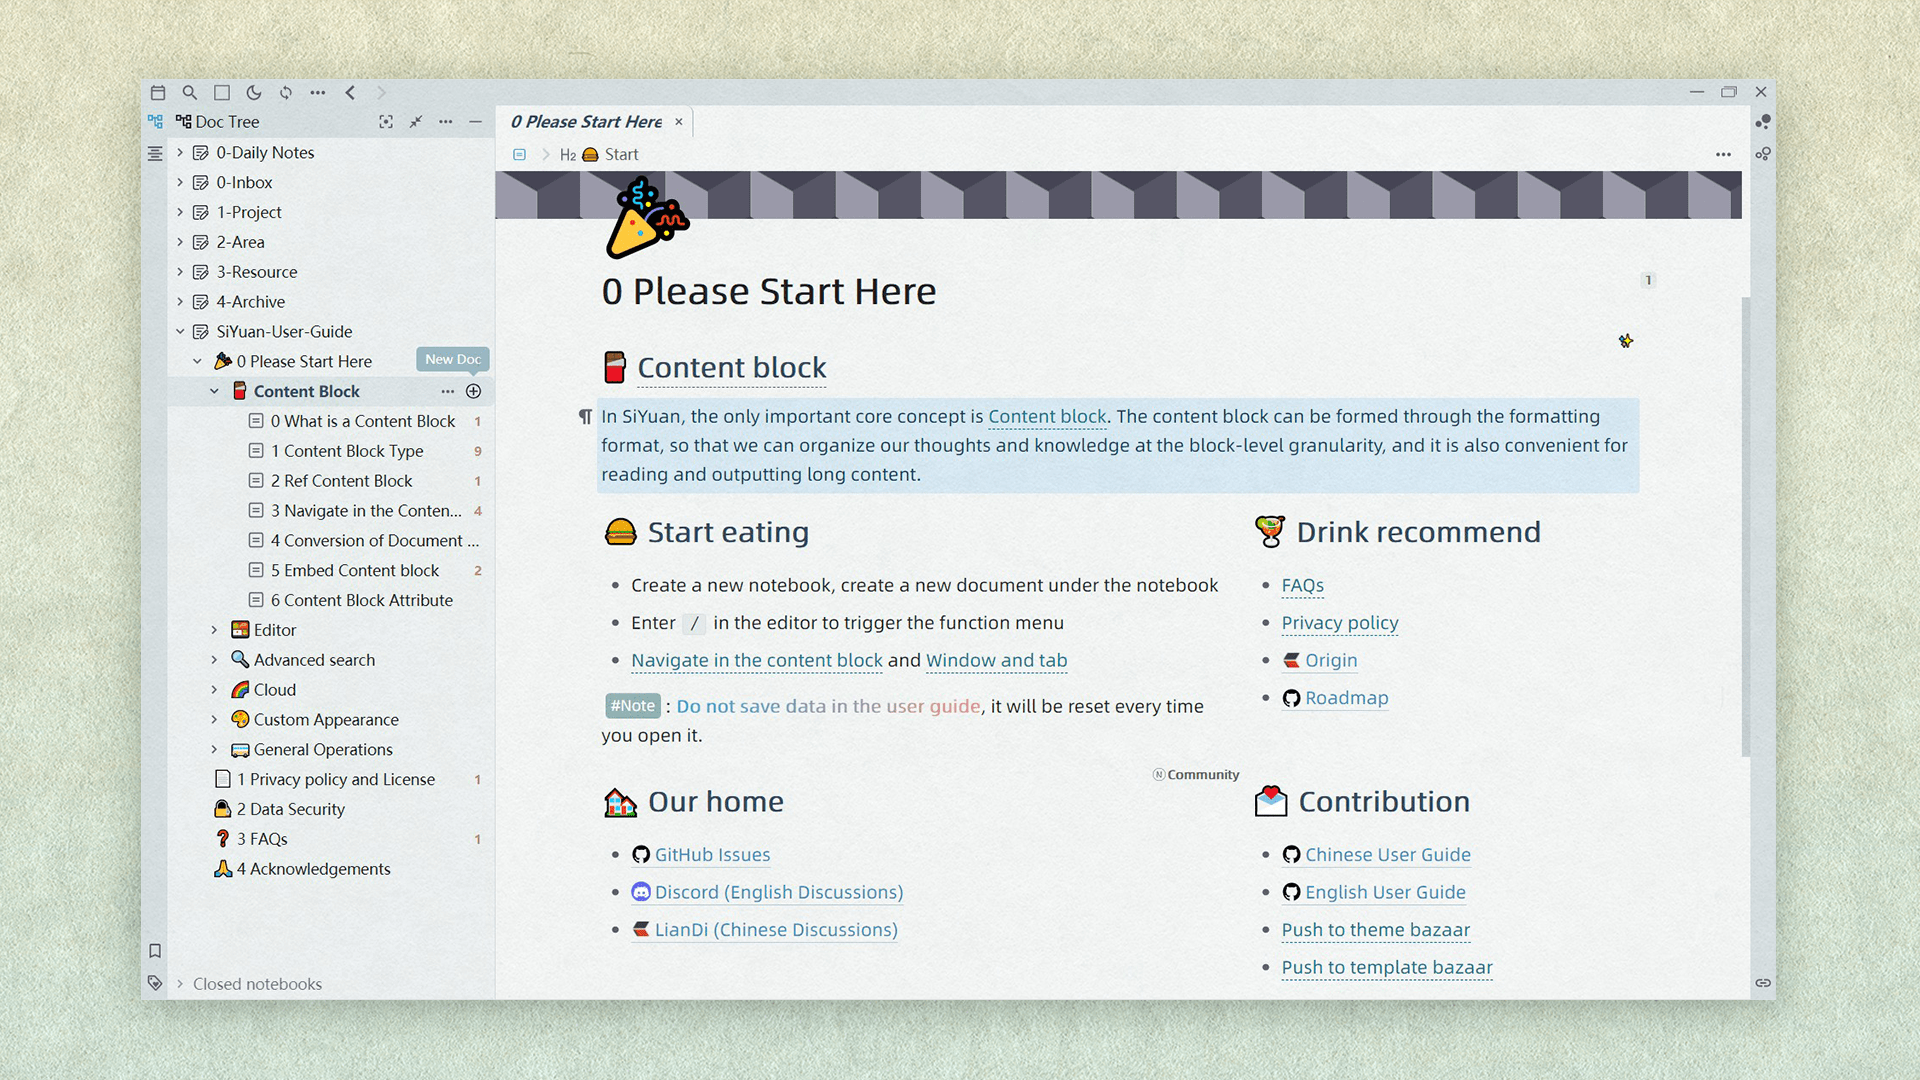 Doc Tree
0-Daily Notes
0-Inbox
1-Project
2-Area
3-Resource
4-Archive
SiYuan-User-Guide
0 Please Start Here
New Doc
Content Block
0 What is a Content Block 1
1 Content Block Type 9
2 Ref Content Block 1
3 Navigate in the Conten... 4
4 Conversion of Document ...
5 Embed Content block 2
6 Content Block Attribute
Editor
Advanced search
Cloud
Custom Appearance
General Operations
1 Privacy policy and License 1
2 Data Security
3 FAQs 1
4 Acknowledgements
Closed notebooks
0 Please Start Here
H2 Start
0 Please Start Here
1
Content block
In SiYuan, the only important core concept is Content block. The content block can be formed through the formatting
format, so that we can organize our thoughts and knowledge at the block-level granularity, and it is also convenient for
reading and outputting long content.
Start eating
Create a new notebook, create a new document under the notebook
Enter / in the editor to trigger the function menu
Navigate in the content block and Window and tab
#Note : Do not save data in the user guide, it will be reset every time
you open it.
Drink recommend
FAQs
Privacy policy
Origin
Roadmap
N Community
Our home
GitHub Issues
Discord (English Discussions)
LianDi (Chinese Discussions)
Contribution
Chinese User Guide
English User Guide
Push to theme bazaar
Push to template bazaar